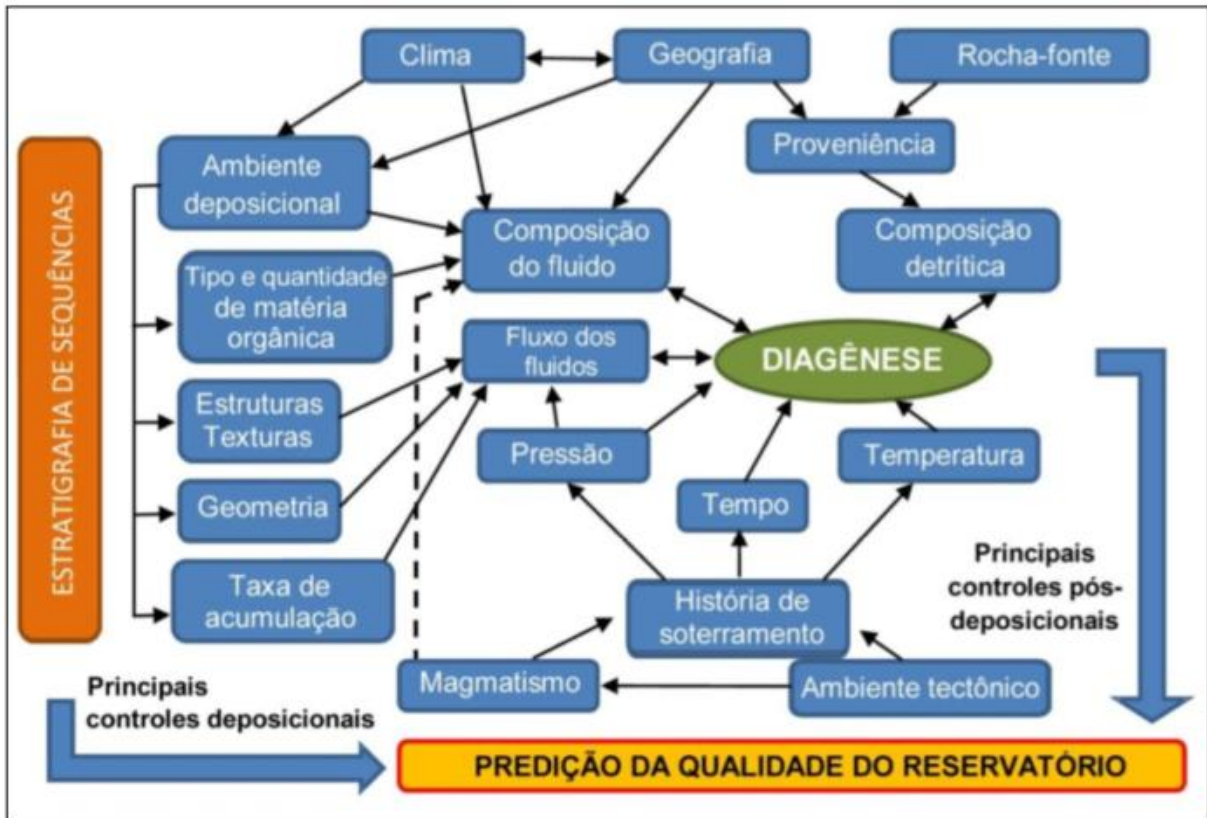 Clima
Geografia
Rocha-fonte
Proveniência
Ambiente
deposicional
Composição
do fluido
Composição
detrítica
Tipo e quantidade
de matéria
orgânica
Fluxo dos
fluidos
DIAGÊNESE
ESTRATIGRAFIA DE SEQUÊNCIAS
Estruturas
Texturas
Pressão
Temperatura
Geometria
Tempo
Taxa de
acumulação
História de
soterramento
Principais
controles pós-
deposicionais
Magmatismo
Ambiente tectônico
Principais
controles deposicionais
PREDIÇÃO DA QUALIDADE DO RESERVATÓRIO